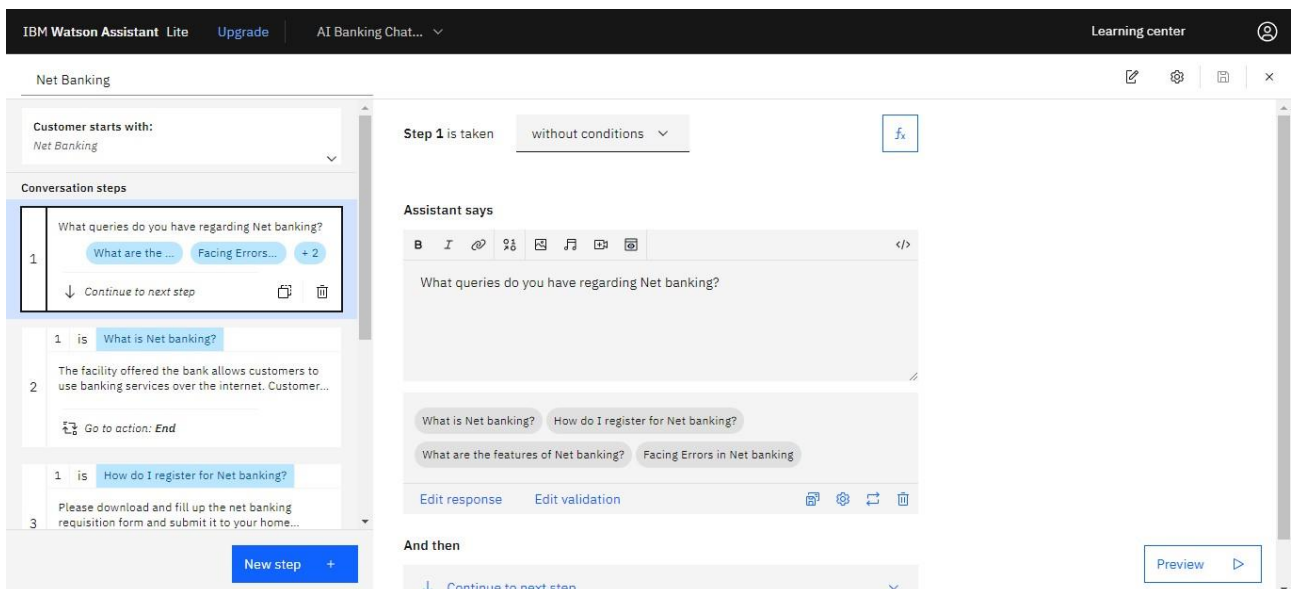 IBM Watson Assistant Lite Upgrade AI Banking Chat... Learning center
Net Banking
Customer starts with:
Net Banking
Conversation steps
1
What queries do you have regarding Net banking?
What are the ... Facing Errors... + 2
Continue to next step
2
1 is What is Net banking?
The facility offered the bank allows customers to
use banking services over the internet. Customer...
Go to action: End
3
1 is How do I register for Net banking?
Please download and fill up the net banking
requisition form and submit it to your home...
New step +
Step 1 is taken without conditions fx
Assistant says
B I </>
What queries do you have regarding Net banking?
What is Net banking? How do I register for Net banking?
What are the features of Net banking? Facing Errors in Net banking
Edit response Edit validation
And then
Continue to next step
Preview